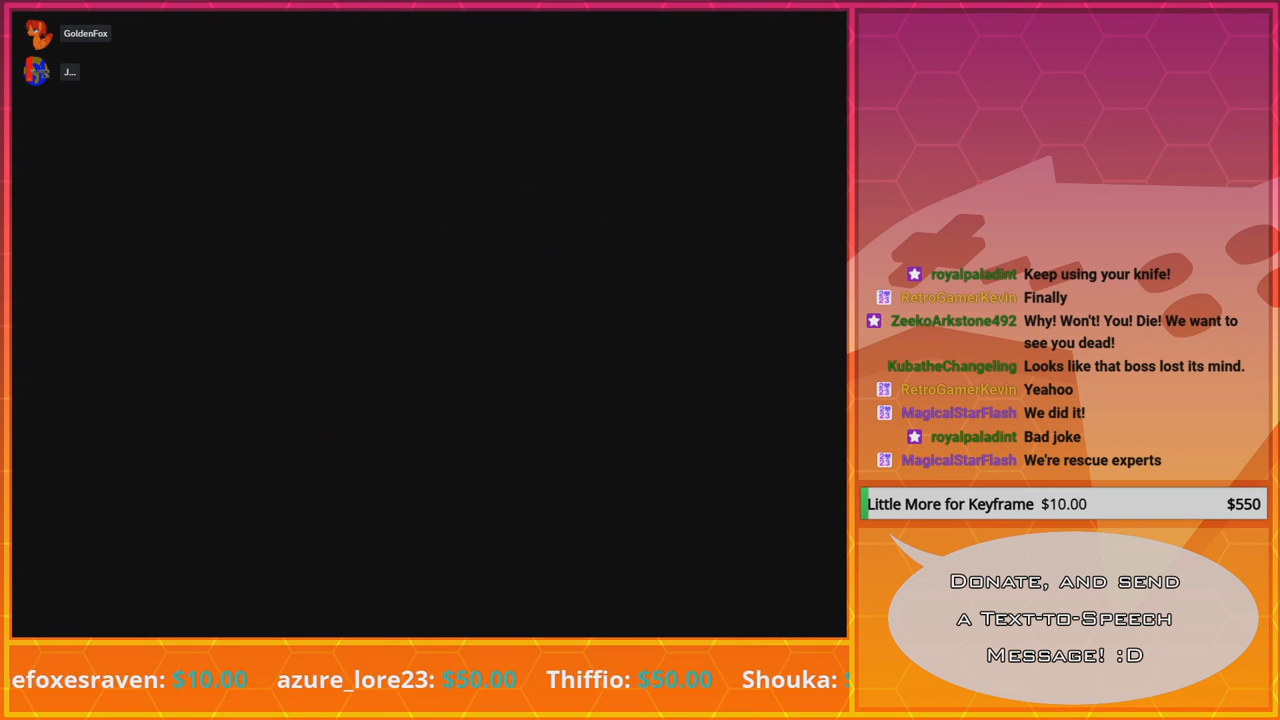 GoldenFox
J...
royalpaladint Keep using your knife!
RetroGamerKevin Finally
ZeekoArkstone492 Why! Won't! You! Die! We want to
see you dead!
KubatheChangeling Looks like that boss lost its mind.
RetroGamerKevin Yeahoo
MagicalStarFlash We did it!
royalpaladint Bad joke
MagicalStarFlash We're rescue experts
Little More for Keyframe $10.00 $550
Donate, and send
a Text-to-Speech
Message! :D
efoxesraven: $10.00 azure_lore23: $50.00 Thiffio: $50.00 Shouka: